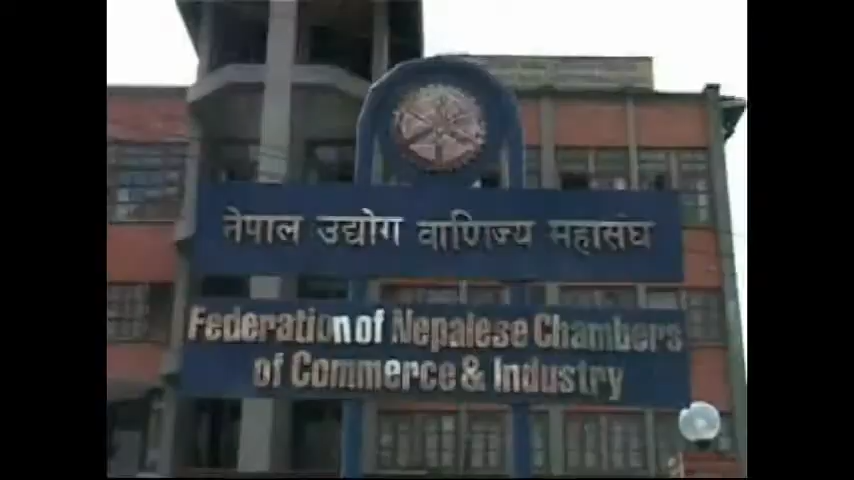 नेपाल उद्योग वाणिज्य महासंघ
Federation of Nepalese Chambers
of Commerce & Industry